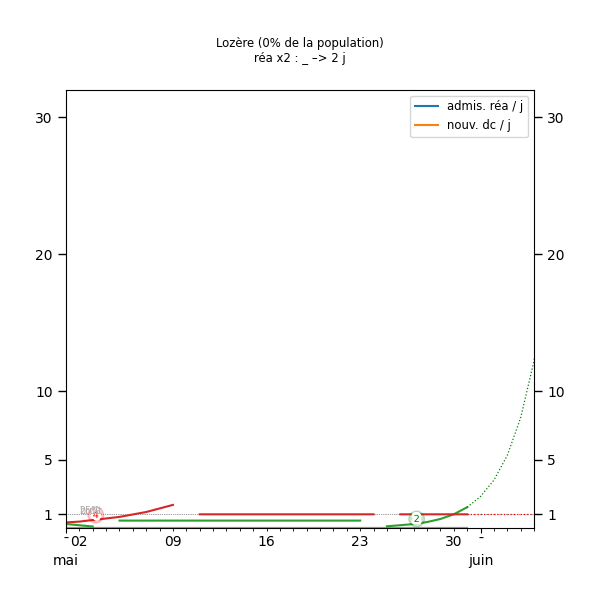 Lozère (0% de la population)
réa x2 : _ –> 2 j
admis. réa / j
nouv. dc / j
30 30
20 20
10 10
5 5
1 1
4
2
02 09 16 23 30 -
mai juin